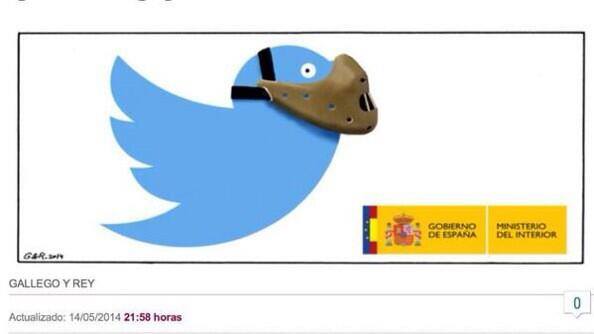 GOBIERNO
DE ESPAÑA
MINISTERIO
DEL INTERIOR
G&R. 2014
GALLEGO Y REY
0
Actualizado: 14/05/2014 21:58 horas